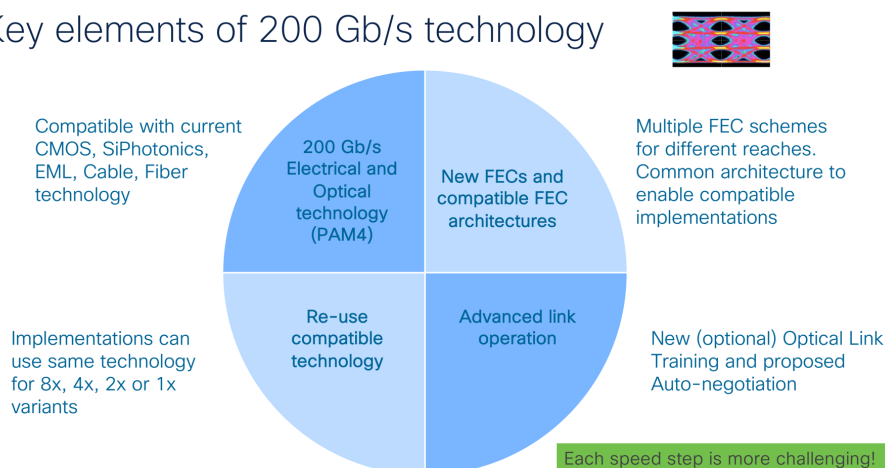 Key elements of 200 Gb/s technology
Compatible with current
CMOS, SiPhotonics,
EML, Cable, Fiber
technology
200 Gb/s
Electrical and
Optical
technology
(PAM4)
New FECs and
compatible FEC
architectures
Multiple FEC schemes
for different reaches.
Common architecture to
enable compatible
implementations
Implementations can
use same technology
for 8x, 4x, 2x or 1x
variants
Re-use
compatible
technology
Advanced link
operation
New (optional) Optical Link
Training and proposed
Auto-negotiation
Each speed step is more challenging!